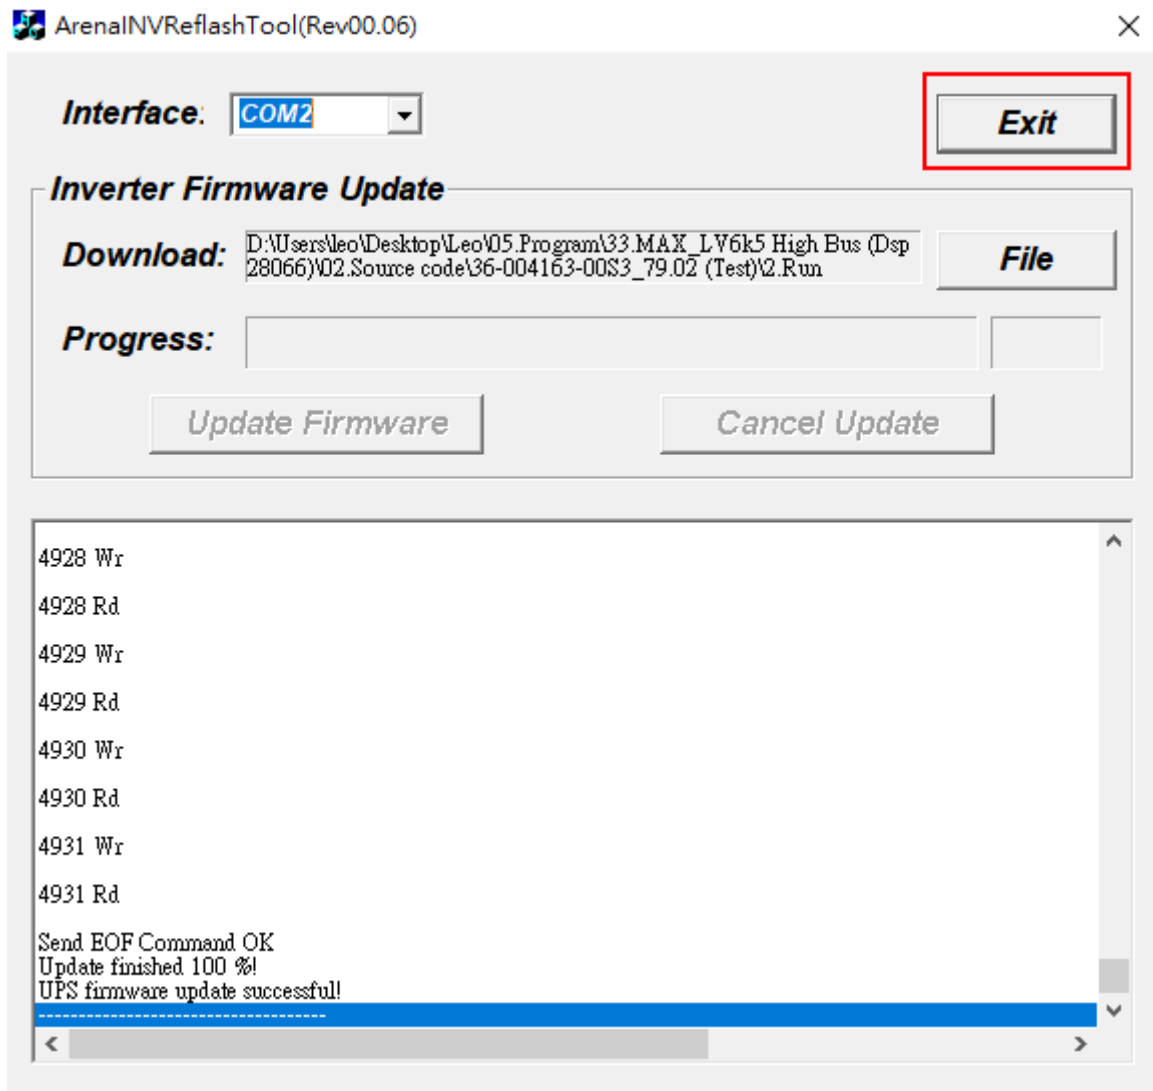 ArenaINVReflashTool(Rev00.06)
Interface: COM2
Exit
Inverter Firmware Update
Download:
D:\Users\leo\Desktop\Leo\05.Program\33.MAX_LV6k5 High Bus (Dsp
28066)\02.Source code\36-004163-00S3_79.02 (Test)\2.Run
File
Progress:
Update Firmware
Cancel Update
4928 Wr
4928 Rd
4929 Wr
4929 Rd
4930 Wr
4930 Rd
4931 Wr
4931 Rd
Send EOF Command OK
Update finished 100 %!
UPS firmware update successful!
------------------------------------